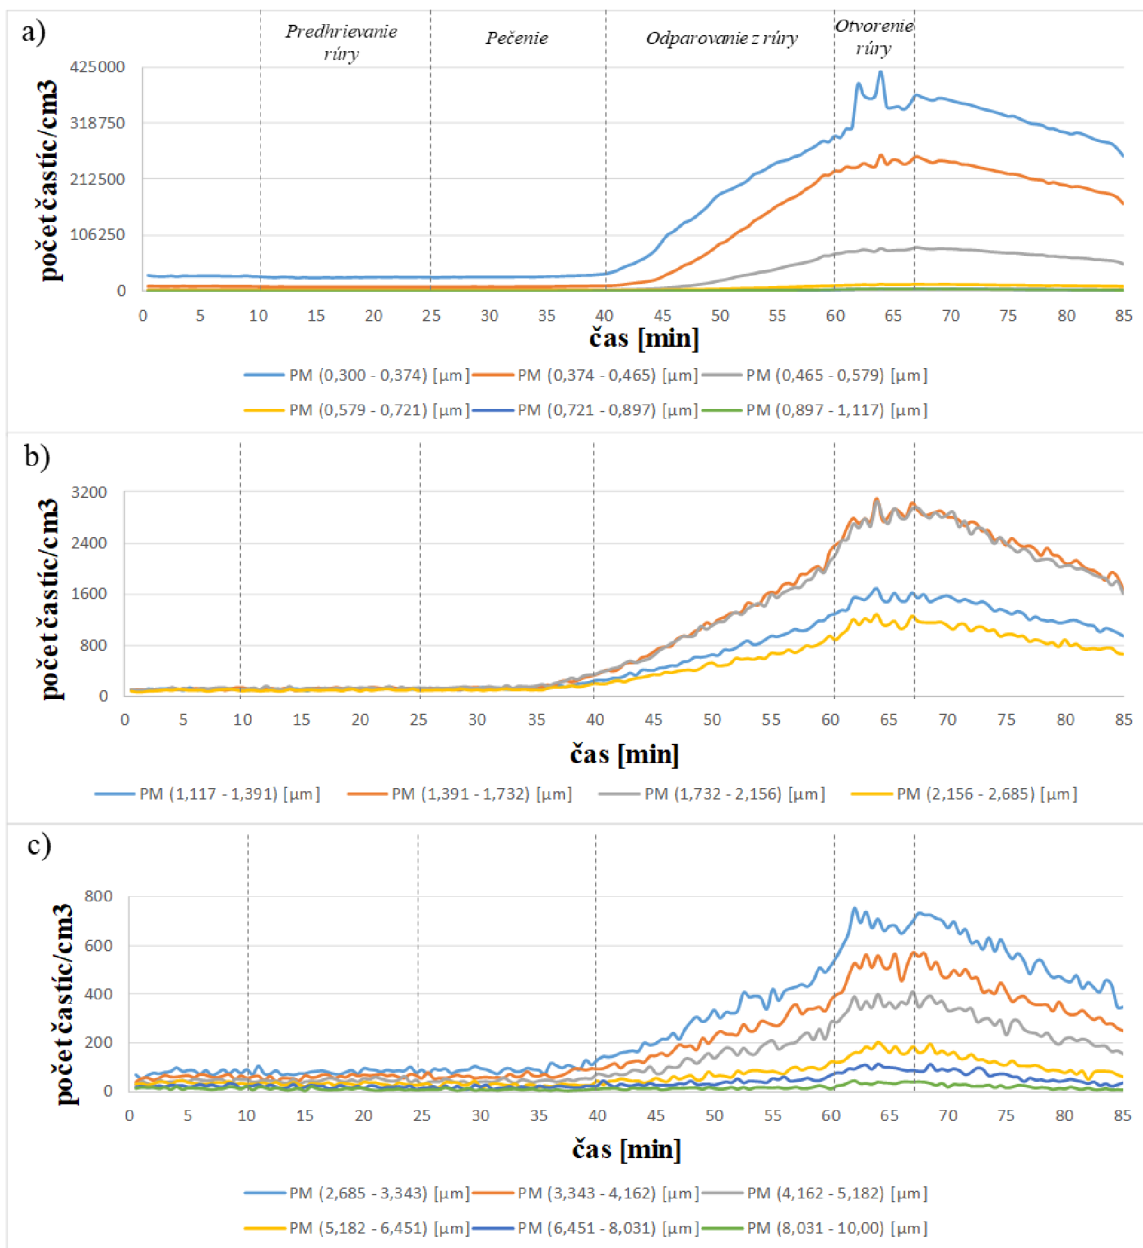 a)
Predhrievanie
rúry
Pečenie
Odparovanie z rúry
Otvorenie
rúry
425000
318750
212500
106250
0
počet častíc/cm3
0 5 10 15 20 25 30 35 40 45 50 55 60 65 70 75 80 85
čas [min]
PM (0,300 - 0,374) [µm] PM (0,374 - 0,465) [µm] PM (0,465 - 0,579) [µm]
PM (0,579 - 0,721) [µm] PM (0,721 - 0,897) [µm] PM (0,897 - 1,117) [µm]
b)
3200
2400
1600
800
0
počet častíc/cm3
0 5 10 15 20 25 30 35 40 45 50 55 60 65 70 75 80 85
čas [min]
PM (1,117 - 1,391) [µm] PM (1,391 - 1,732) [µm] PM (1,732 - 2,156) [µm] PM (2,156 - 2,685) [µm]
c)
800
600
400
200
0
počet častíc/cm3
0 5 10 15 20 25 30 35 40 45 50 55 60 65 70 75 80 85
čas [min]
PM (2,685 - 3,343) [µm] PM (3,343 - 4,162) [µm] PM (4,162 - 5,182) [µm]
PM (5,182 - 6,451) [µm] PM (6,451 - 8,031) [µm] PM (8,031 - 10,00) [µm]